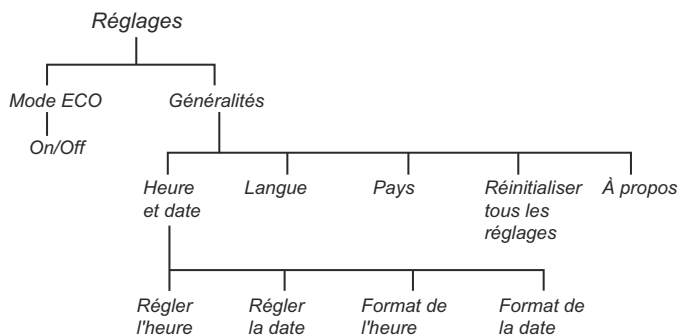 Réglages
Mode ECO
Généralités
On/Off
Heure
et date
Langue
Pays
Réinitialiser
tous les
réglages
À propos
Régler
l'heure
Régler
la date
Format de
l'heure
Format de
la date